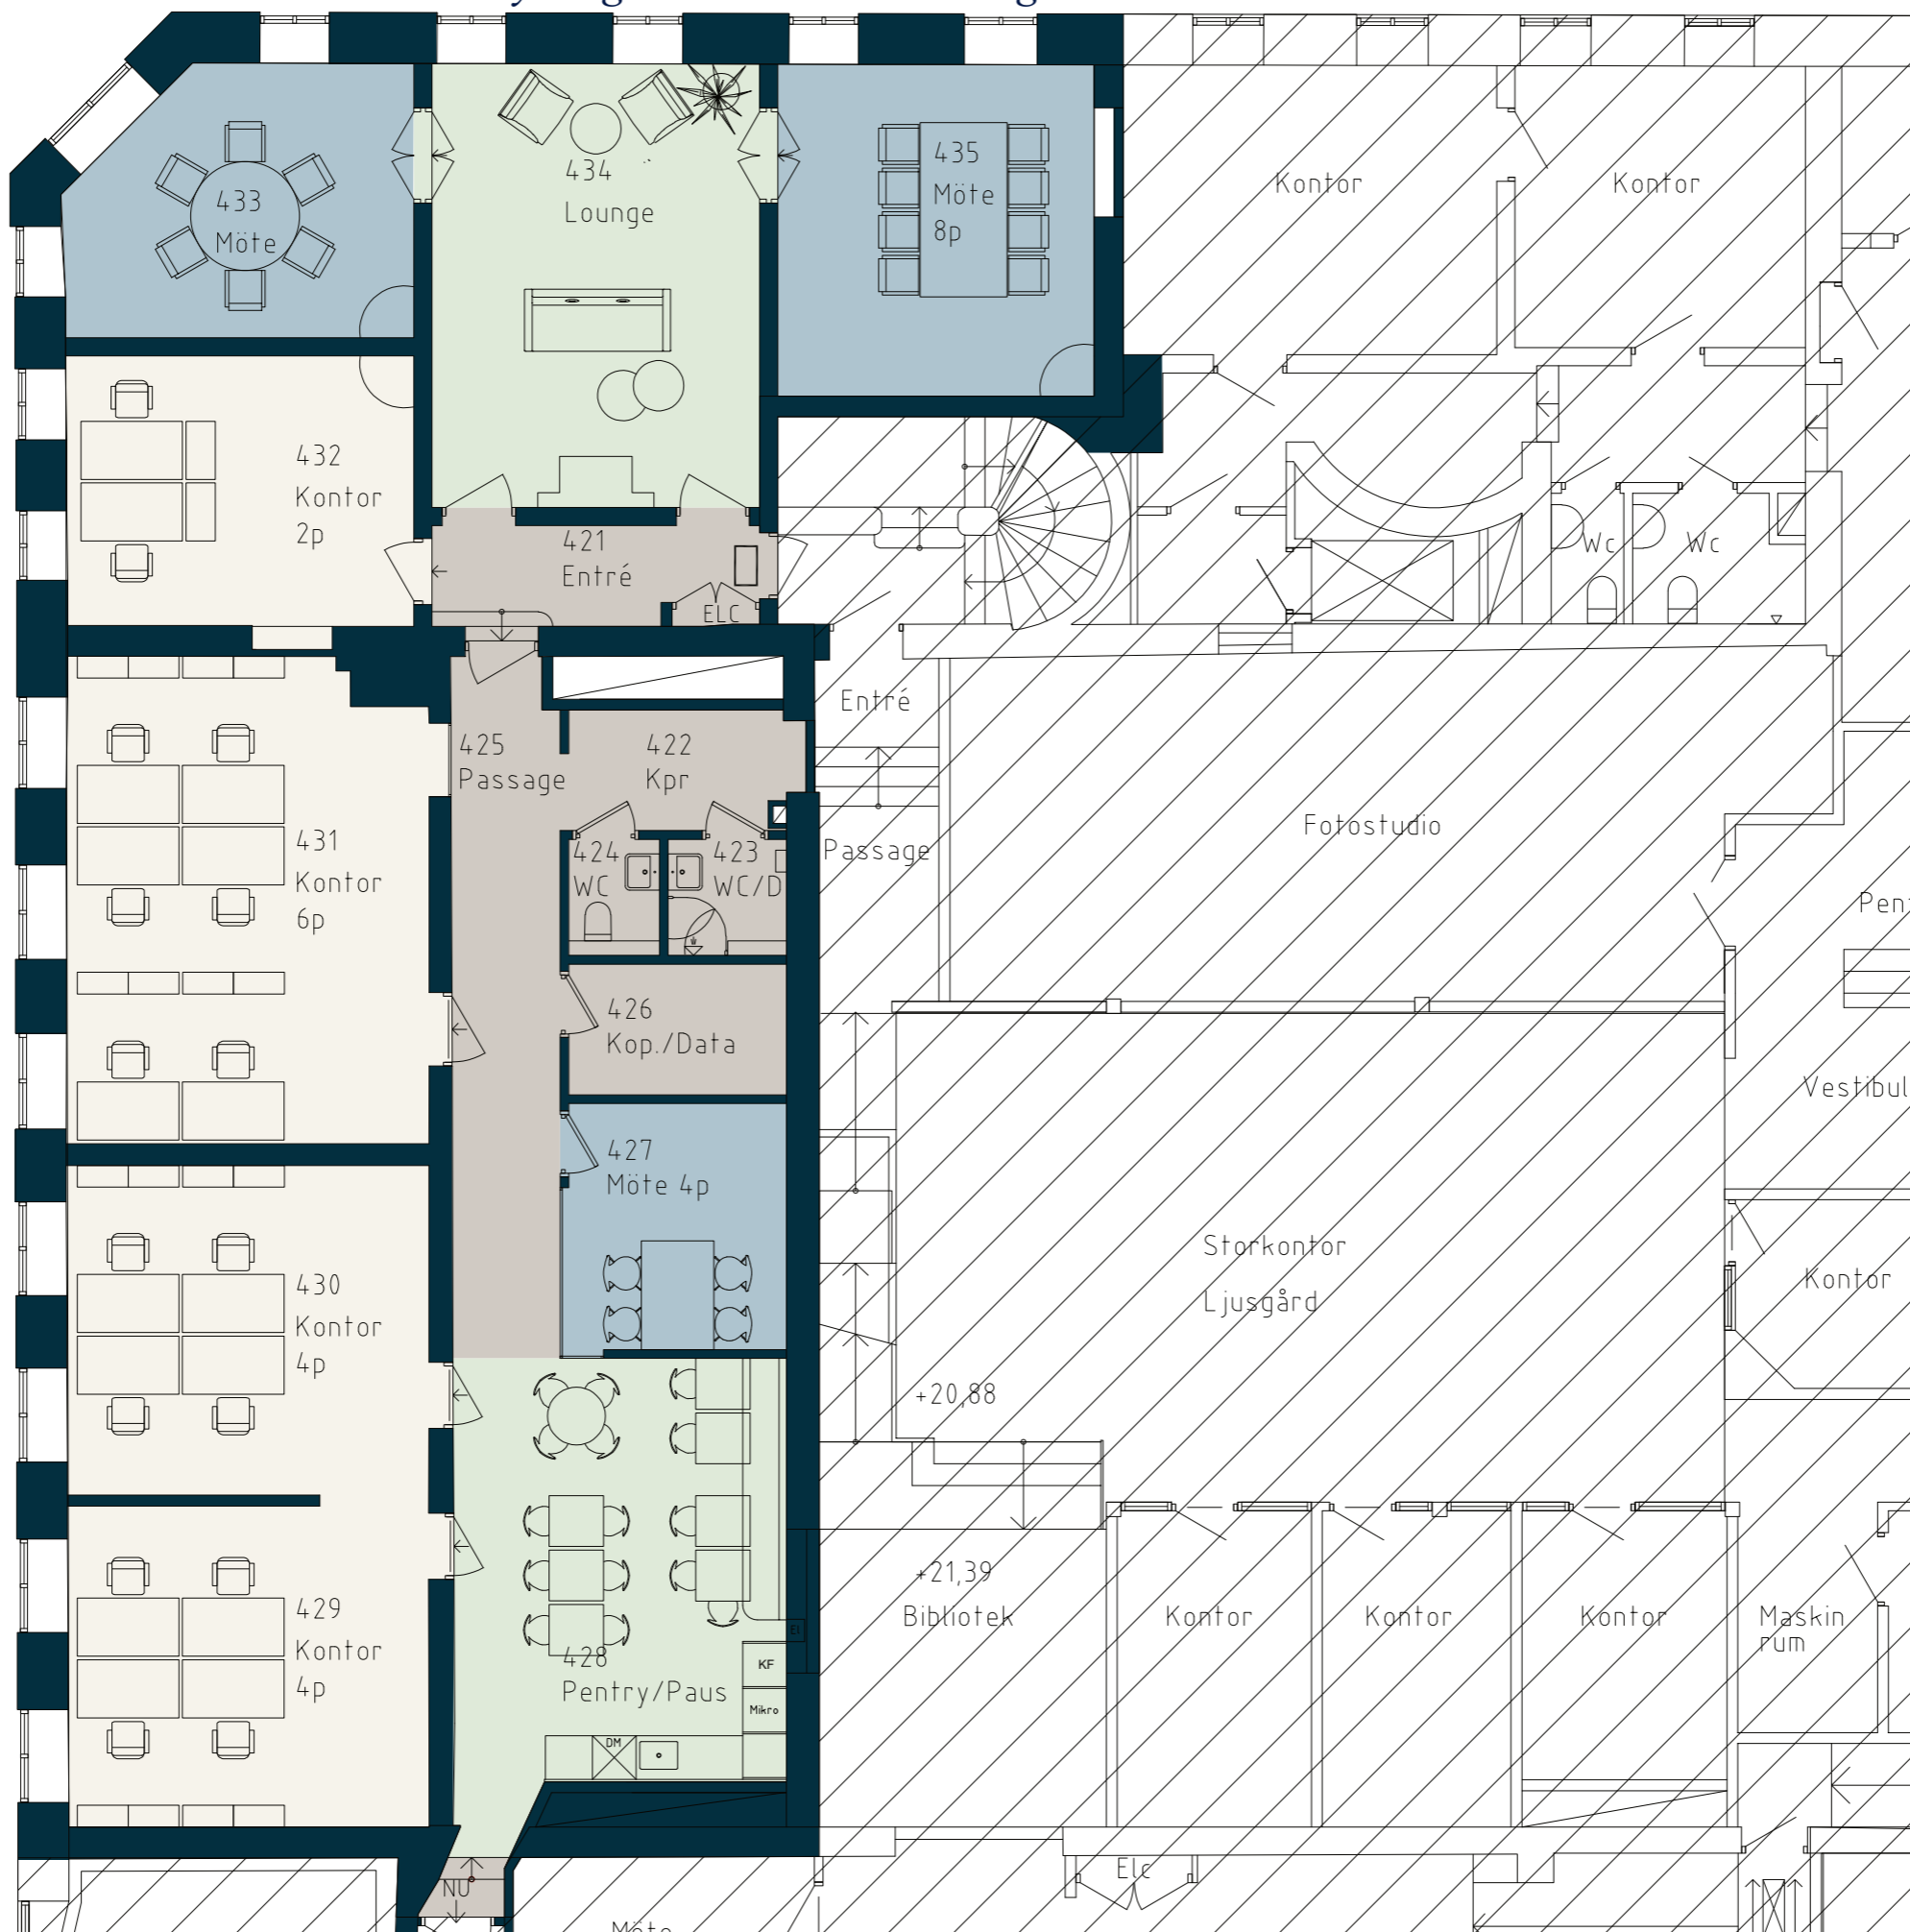 433
Möte
434
Lounge
435
Möte
8p
Kontor
Kontor
432
Kontor
2p
421
Entré
ELC
Wc
Wc
425
Passage
422
Kpr
Entré
431
Kontor
6p
424
WC
423
WC/D
Passage
Fotostudio
426
Kop./Data
Vestibul
427
Möte 4p
430
Kontor
4p
Storkontor
Ljusgård
Kontor
+20,88
+21,39
Bibliotek
Kontor
Kontor
Kontor
Maskin
rum
429
Kontor
4p
428
Pentry/Paus
El
KF
Mikro
DM
NU
Elc